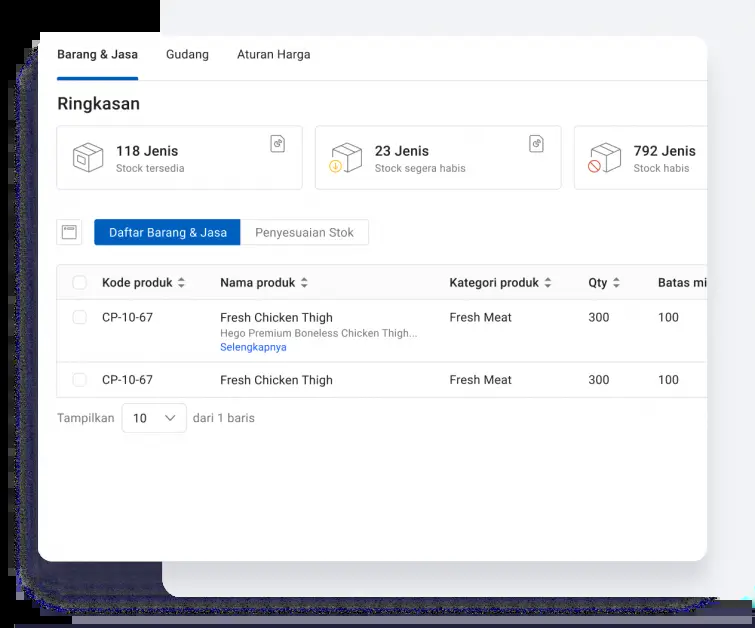 Barang & Jasa Gudang Aturan Harga
Ringkasan
118 Jenis
Stock tersedia
23 Jenis
Stock segera habis
792 Jenis
Stock habis
Daftar Barang & Jasa Penyesuaian Stok
Kode produk Nama produk Kategori produk Qty Batas mi
CP-10-67 Fresh Chicken Thigh Fresh Meat 300 100
Hego Premium Boneless Chicken Thigh...
Selengkapnya
CP-10-67 Fresh Chicken Thigh Fresh Meat 300 100
Tampilkan 10 dari 1 baris